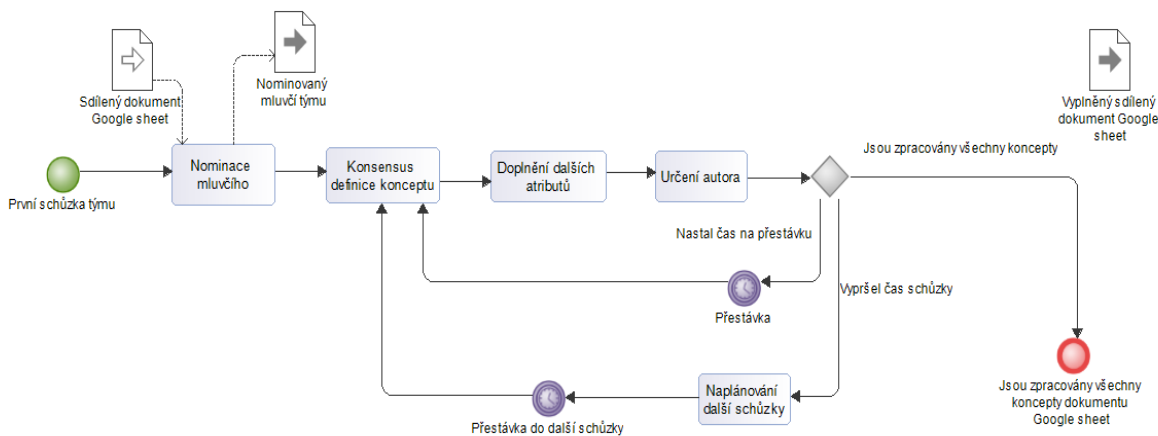 Sdílený dokument
Google sheet
Nominovaný
mluvčí týmu
Vyplněný sdílený
dokument Google
sheet
Jsou zpracovány všechny koncepty
První schůzka týmu
Nominace
mluvčího
Konsensus
definice konceptu
Doplnění dalších
atributů
Určení autora
Nastal čas na přestávku
Vypršel čas schůzky
Přestávka
Naplánování
další schůzky
Přestávka do další schůzky
Jsou zpracovány všechny
koncepty dokumentu
Google sheet